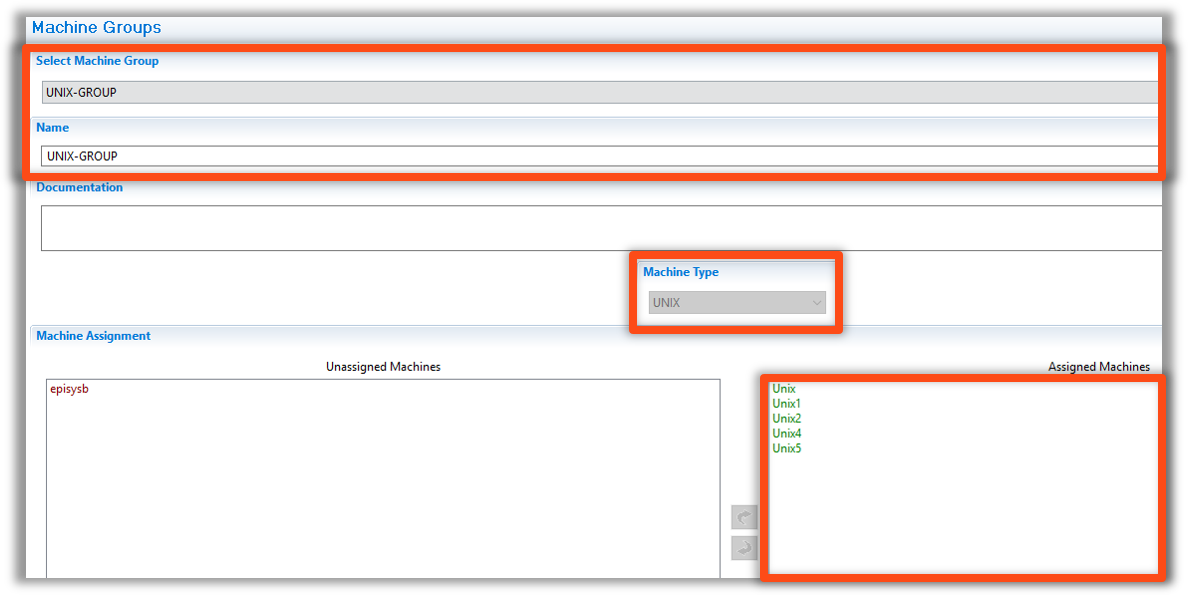 Machine Groups
Select Machine Group
UNIX-GROUP
Name
UNIX-GROUP
Documentation
Machine Type
UNIX
Machine Assignment
Unassigned Machines
episysb
Assigned Machines
Unix
Unix1
Unix2
Unix4
Unix5